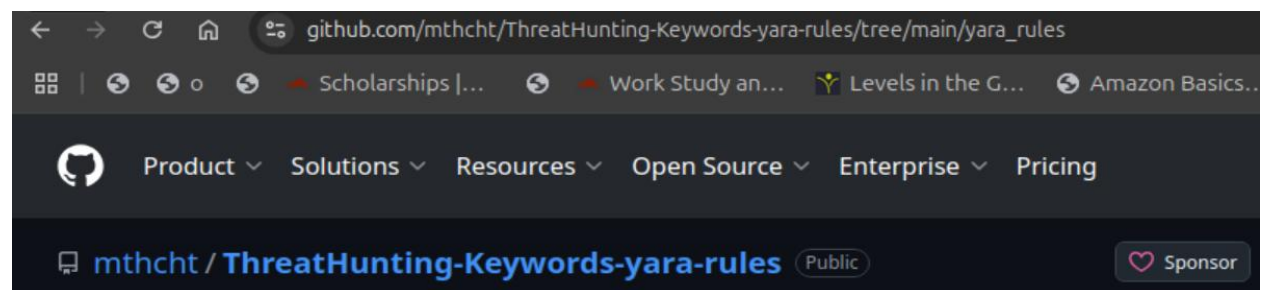 github.com/mthcht/ThreatHunting-Keywords-yara-rules/tree/main/yara_rules
o Scholarships |... Work Study an... Levels in the G... Amazon Basics..
Product Solutions Resources Open Source Enterprise Pricing
mthcht / ThreatHunting-Keywords-yara-rules Public Sponsor